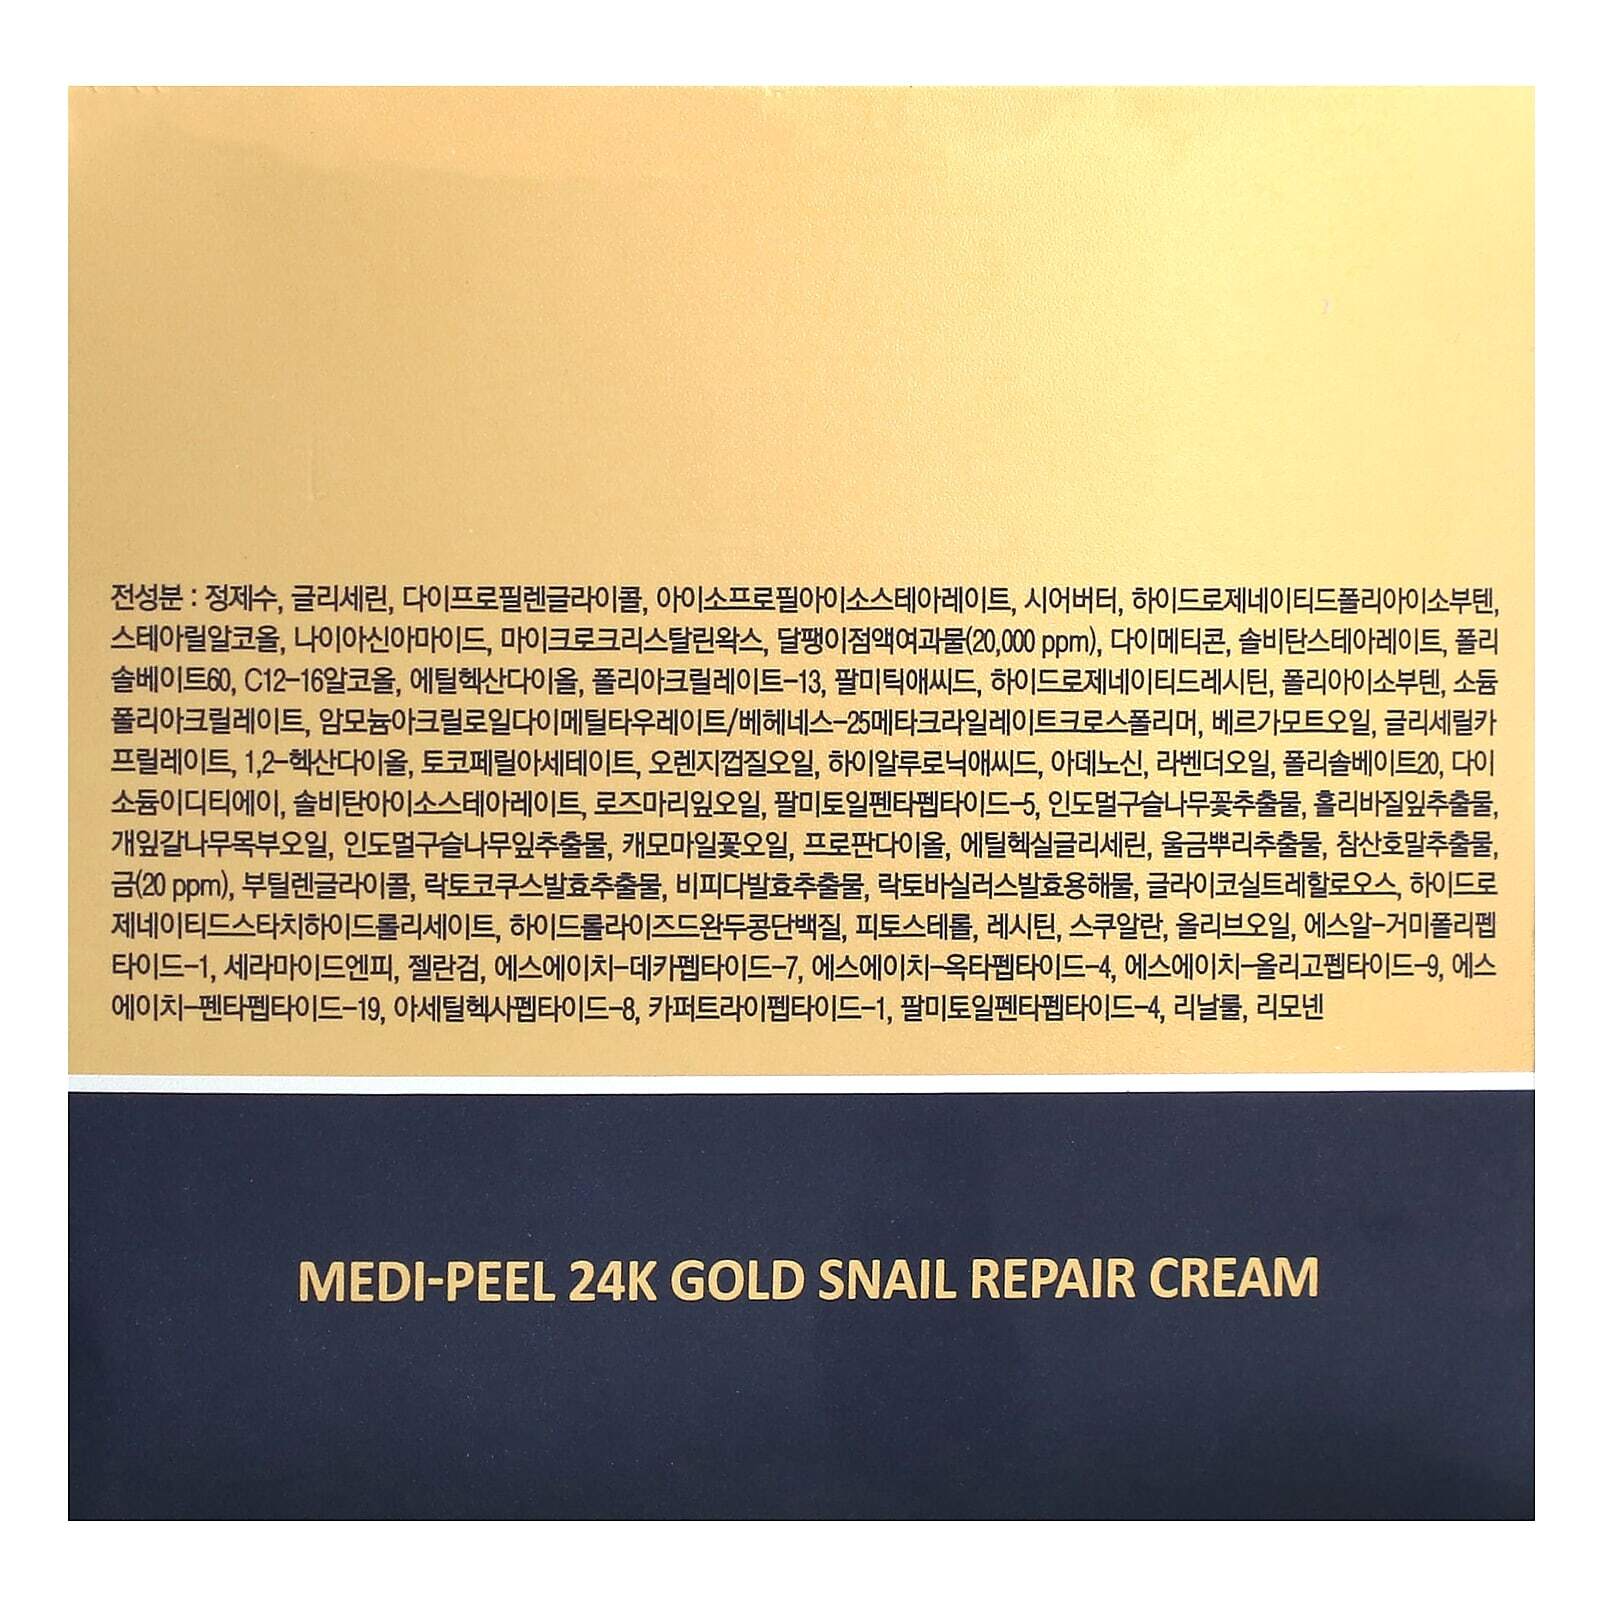 전성분 : 정제수, 글리세린, 다이프로필렌글라이콜, 아이소프로필아이소스테아레이트, 시어버터, 하이드로제네이티드폴리아이소부텐,
스테아릴알코올, 나이아신아마이드, 마이크로크리스탈린왁스, 달팽이점액여과물(20,000 ppm), 다이메티콘, 솔비탄스테아레이트, 폴리
솔베이트60, C12-16알코올, 에틸헥산다이올, 폴리아크릴레이트-13, 팔미틱애씨드, 하이드로제네이티드레시틴, 폴리아이소부텐, 소듐
폴리아크릴레이트, 암모늄아크릴로일다이메틸타우레이트/베헤네스-25메타크라일레이트크로스폴리머, 베르가모트오일, 글리세릴카
프릴레이트, 1,2-헥산다이올, 토코페릴아세테이트, 오렌지껍질오일, 하이알루로닉애씨드, 아데노신, 라벤더오일, 폴리솔베이트20, 다이
소듐이디티에이, 솔비탄아이소스테아레이트, 로즈마리잎오일, 팔미토일펜타펩타이드-5, 인도멀구슬나무꽃추출물, 홀리바질잎추출물,
개잎갈나무목부오일, 인도멀구슬나무잎추출물, 캐모마일꽃오일, 프로판다이올, 에틸헥실글리세린, 울금뿌리추출물, 참산호말추출물,
금(20 ppm), 부틸렌글라이콜, 락토코쿠스발효추출물, 비피다발효추출물, 락토바실러스발효용해물, 글라이코실트레할로오스, 하이드로
제네이티드스타치하이드롤리세이트, 하이드롤라이즈드완두콩단백질, 피토스테롤, 레시틴, 스쿠알란, 올리브오일, 에스알-거미폴리펩
타이드-1, 세라마이드엔피, 젤란검, 에스에이치-데카펩타이드-7, 에스에이치-옥타펩타이드-4, 에스에이치-올리고펩타이드-9, 에스
에이치-펜타펩타이드-19, 아세틸헥사펩타이드-8, 카퍼트라이펩타이드-1, 팔미토일펜타펩타이드-4, 리날룰, 리모넨
MEDI-PEEL 24K GOLD SNAIL REPAIR CREAM